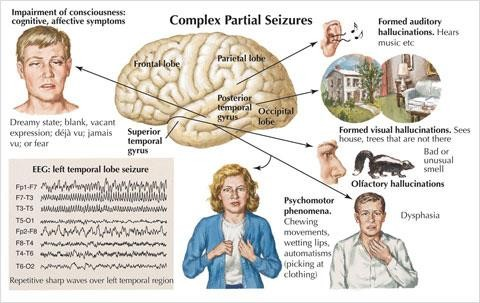 Complex Partial Seizures
Impairment of consciousness:
cognitive, affective symptoms
Dreamy state; blank, vacant
expression; déjà vu; jamais
vu; or fear
Frontal lobe
Parietal lobe
Posterior
temporal
gyrus
Occipital
lobe
Superior
temporal
gyrus
Formed auditory
hallucinations. Hears
music etc
Formed visual hallucinations. Sees
house, trees that are not there
Bad or
unusual
smell
Olfactory hallucinations
EEG: left temporal lobe seizure
Fp1-F7
F7-T3
T3-T5
T5-O1
Fp2-F8
F8-T4
T4-T6
T6-O2
Repetitive sharp waves over left temporal region
Psychomotor
phenomena.
Chewing
movements,
wetting lips,
automatisms
(picking at
clothing)
Dysphasia